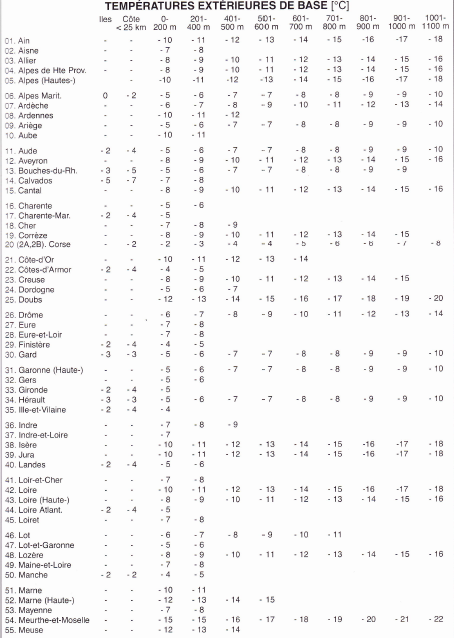 TEMPÉRATURES EXTÉRIEURES DE BASE [°C]
Iles Côte 0- 201- 401- 501- 601- 701- 801- 901- 1001-
< 25 km 200 m 400 m 500 m 600 m 700 m 800 m 900 m 1000 m 1100 m
01. Ain - - - 10 - 11 - 12 - 13 - 14 - 15 -16 -17 - 18
02. Aisne - - - 7 - 8
03. Allier - - - 8 - 9 - 10 - 11 - 12 - 13 - 14 - 15 - 16
04. Alpes de Hte Prov. - - - 8 - 9 - 10 - 11 - 12 - 13 - 14 - 15 - 16
05. Alpes (Hautes-) - - -10 -11 -12 -13 - 14 - 15 -16 -17 - 18
06. Alpes Marit. 0 - 2 - 5 - 6 - 7 - 7 - 8 - 8 - 9 - 9 - 10
07. Ardèche - - - 6 - 7 - 8 - 9 - 10 - 11 - 12 - 13 - 14
08. Ardennes - - - 10 - 11 - 12
09. Ariège - - - 5 - 6 - 7 - 7 - 8 - 8 - 9 - 9 - 10
10. Aube - - - 10 - 11
11. Aude - 2 - 4 - 5 - 6 - 7 - 7 - 8 - 8 - 9 - 9 - 10
12. Aveyron - - - 8 - 9 - 10 - 11 - 12 - 13 - 14 - 15 - 16
13. Bouches-du-Rh. - 3 - 5 - 5 - 6 - 7 - 7 - 8 - 8 - 9 - 9
14. Calvados - 5 - 7 - 7 - 8
15. Cantal - - - 8 - 9 - 10 - 11 - 12 - 13 - 14 - 15 - 16
16. Charente - - - 5 - 6
17. Charente-Mar. - 2 - 4 - 5
18. Cher - - - 7 - 8 - 9
19. Corrèze - - - 8 - 9 - 10 - 11 - 12 - 13 - 14 - 15
20 (2A,2B). Corse - - 2 - 2 - 3 - 4 - 4 - 5 - 6 - 6 - 7 - 8
21. Côte-d'Or - - - 10 - 11 - 12 - 13 - 14
22. Côtes-d'Armor - 2 - 4 - 4 - 5
23. Creuse - - - 8 - 9 - 10 - 11 - 12 - 13 - 14 - 15
24. Dordogne - - - 5 - 6 - 7
25. Doubs - - - 12 - 13 - 14 - 15 - 16 - 17 - 18 - 19 - 20
26. Drôme - - - 6 - 7 - 8 - 9 - 10 - 11 - 12 - 13 - 14
27. Eure - - - 7 - 8
28. Eure-et-Loir - - - 7 - 8
29. Finistère - 2 - 4 - 4 - 5
30. Gard - 3 - 3 - 5 - 6 - 7 - 7 - 8 - 8 - 9 - 9 - 10
31. Garonne (Haute-) - - - 5 - 6 - 7 - 7 - 8 - 8 - 9 - 9 - 10
32. Gers - - - 5 - 6
33. Gironde - 2 - 4 - 5
34. Hérault - 3 - 3 - 5 - 6 - 7 - 7 - 8 - 8 - 9 - 9 - 10
35. Ille-et-Vilaine - 2 - 4 - 4
36. Indre - - - 7 - 8 - 9
37. Indre-et-Loire - - - 7
38. Isère - - - 10 - 11 - 12 - 13 - 14 - 15 -16 -17 - 18
39. Jura - - - 10 - 11 - 12 - 13 - 14 - 15 -16 -17 - 18
40. Landes - 2 - 4 - 5 - 6
41. Loir-et-Cher - - - 7 - 8
42. Loire - - - 10 - 11 - 12 - 13 - 14 - 15 -16 -17 - 18
43. Loire (Haute-) - - - 8 - 9 - 10 - 11 - 12 - 13 - 14 - 15 - 16
44. Loire Atlant. - 2 - 4 - 5
45. Loiret - - - 7 - 8
46. Lot - - - 6 - 7 - 8 - 9 - 10 - 11
47. Lot-et-Garonne - - - 5 - 6
48. Lozère - - - 8 - 9 - 10 - 11 - 12 - 13 - 14 - 15 - 16
49. Maine-et-Loire - - - 7 - 8
50. Manche - 2 - 2 - 4 - 5
51. Marne - - - 10 - 11
52. Marne (Haute-) - - - 12 - 13 - 14 - 15
53. Mayenne - - - 7 - 8
54. Meurthe-et-Moselle - - - 15 - 15 - 16 - 17 - 18 - 19 - 20 - 21 - 22
55. Meuse - - - 12 - 13 - 14